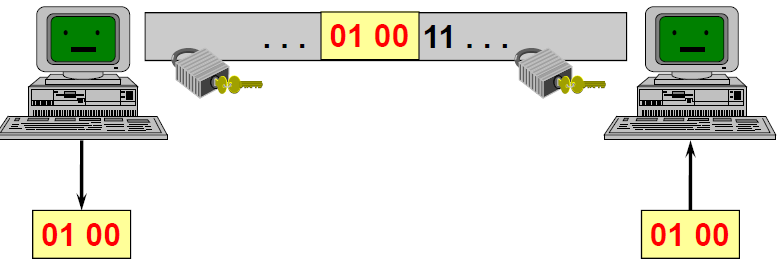 . . . 01 00 11 . . .
01 00
01 00